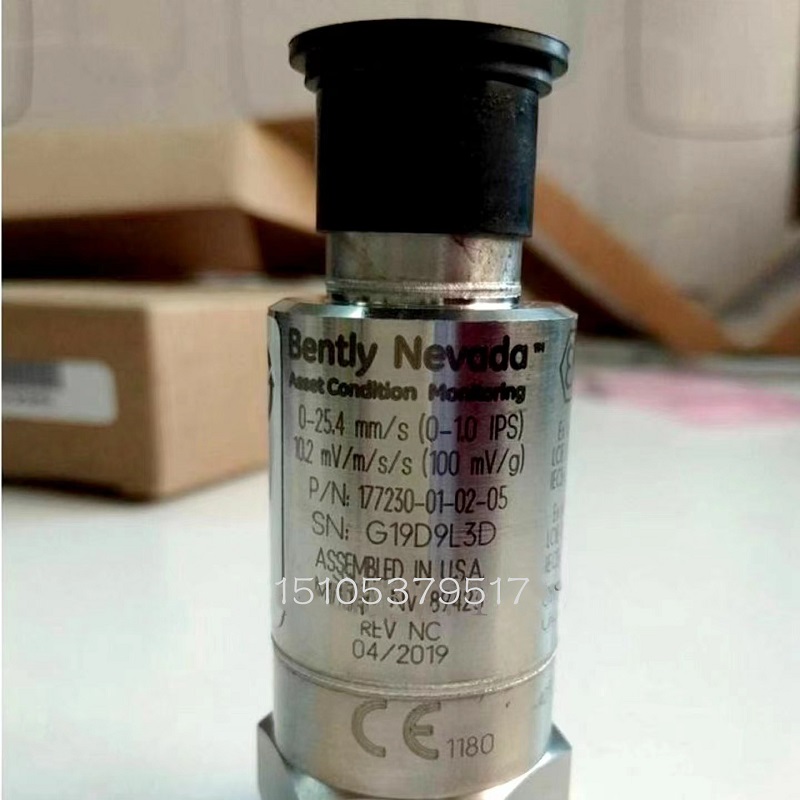 Bently Nevada™
Asset Condition Monitoring
0-25.4 mm/s (0-1.0 IPS)
10.2 mV/m/s/s (100 mV/g)
P/N: 177230-01-02-05
SN: G19D9L3D
ASSEMBLED IN U.S.A
15105379517
REV NC
04/2019
CE 1180